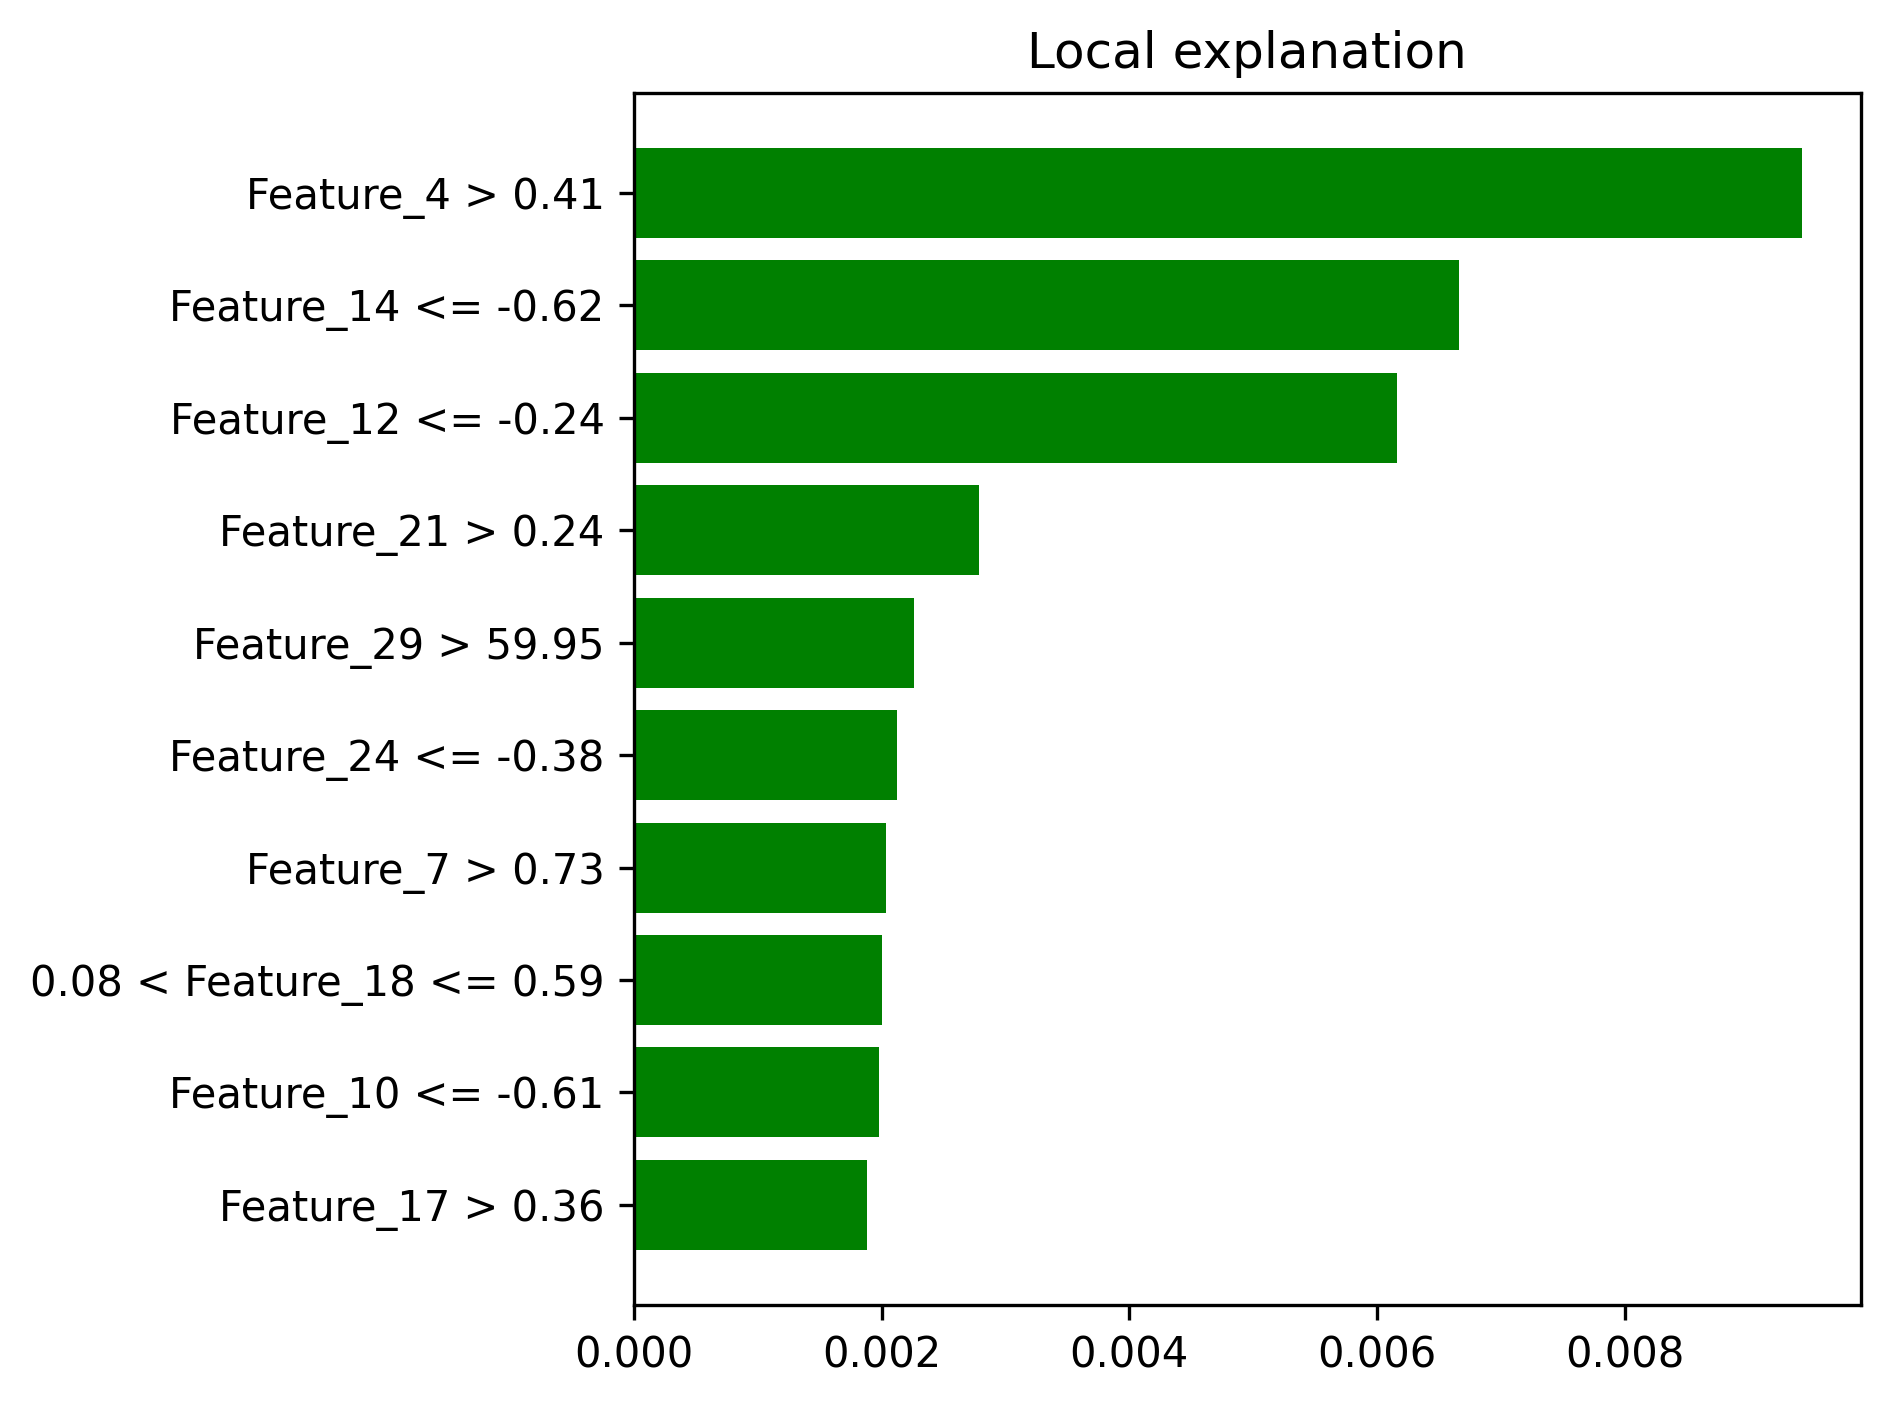 Local explanation
Feature_4 > 0.41
Feature_14 <= -0.62
Feature_12 <= -0.24
Feature_21 > 0.24
Feature_29 > 59.95
Feature_24 <= -0.38
Feature_7 > 0.73
0.08 < Feature_18 <= 0.59
Feature_10 <= -0.61
Feature_17 > 0.36
0.000 0.002 0.004 0.006 0.008